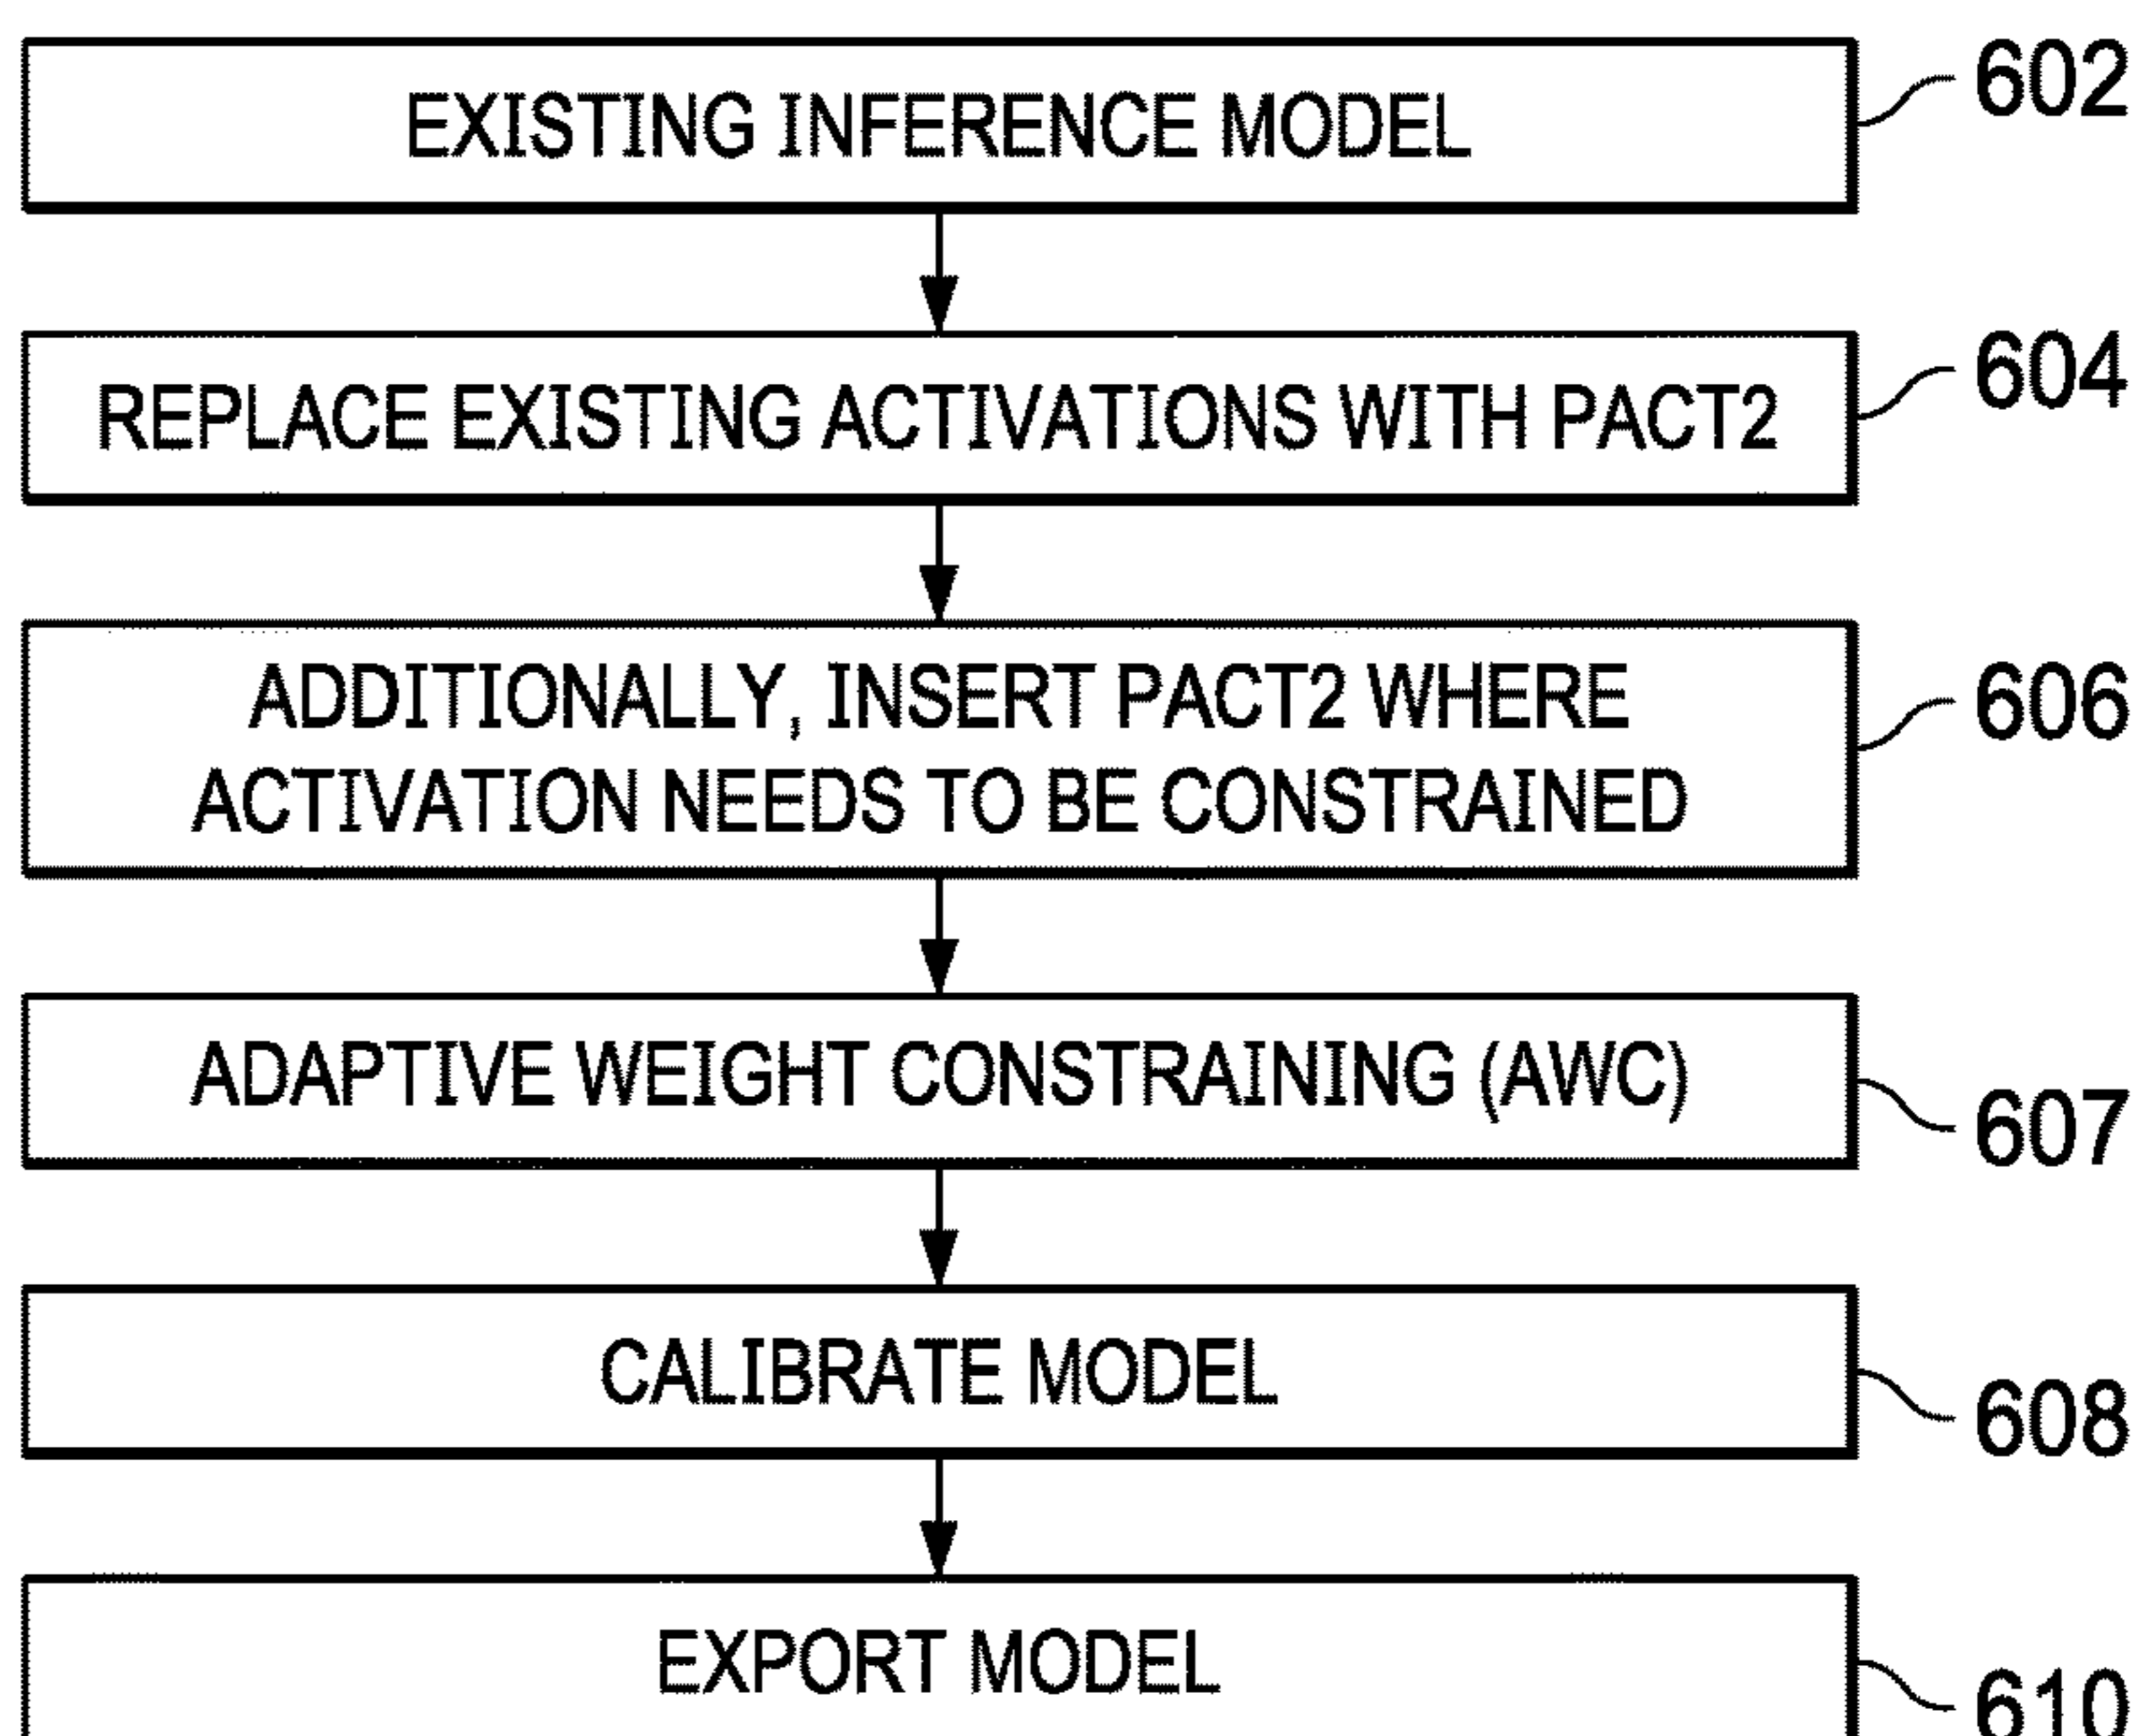 EXISTING INFERENCE MODEL
602
REPLACE EXISTING ACTIVATIONS WITH PACT2
604
ADDITIONALLY, INSERT PACT2 WHERE
ACTIVATION NEEDS TO BE CONSTRAINED
606
ADAPTIVE WEIGHT CONSTRAINING (AWC)
607
CALIBRATE MODEL
608
EXPORT MODEL
610